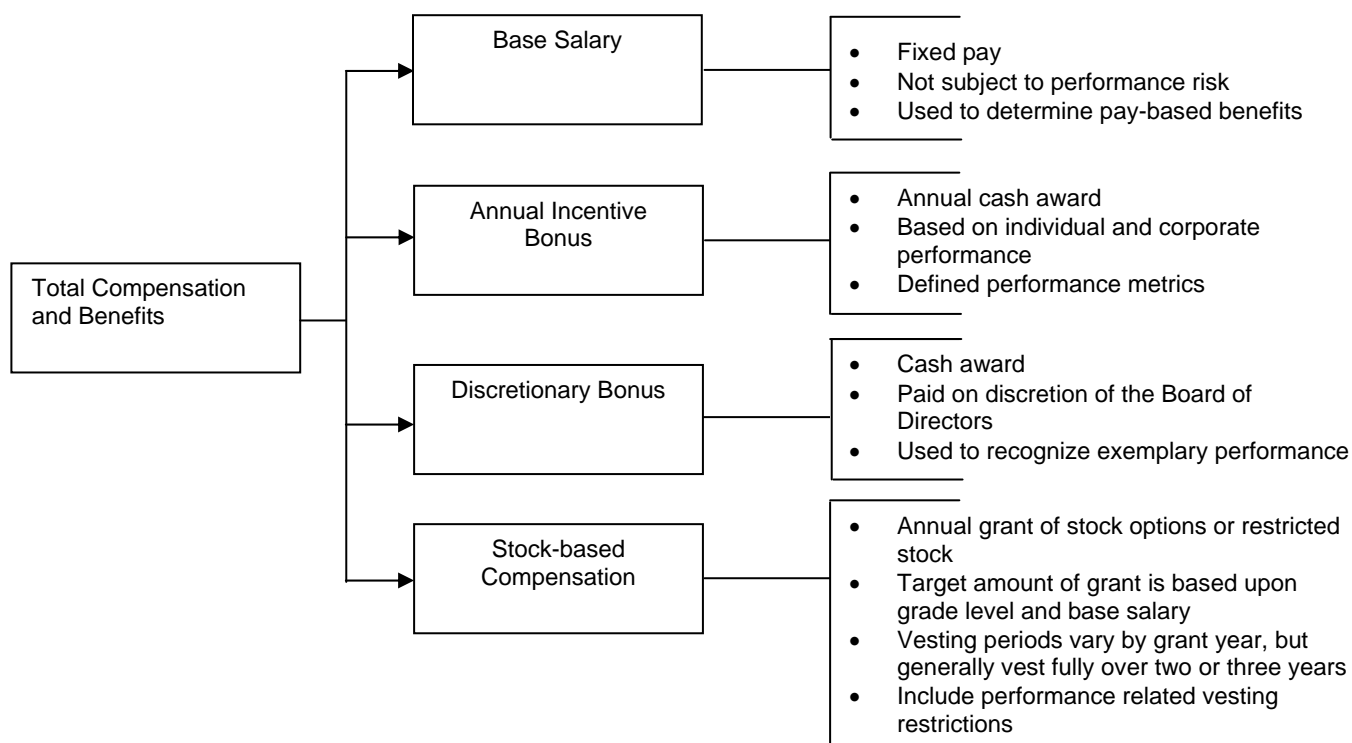 Total Compensation
and Benefits
Base Salary
• Fixed pay
• Not subject to performance risk
• Used to determine pay-based benefits
Annual Incentive
Bonus
• Annual cash award
• Based on individual and corporate
performance
• Defined performance metrics
Discretionary Bonus
• Cash award
• Paid on discretion of the Board of
Directors
• Used to recognize exemplary performance
Stock-based
Compensation
• Annual grant of stock options or restricted
stock
• Target amount of grant is based upon
grade level and base salary
• Vesting periods vary by grant year, but
generally vest fully over two or three years
• Include performance related vesting
restrictions